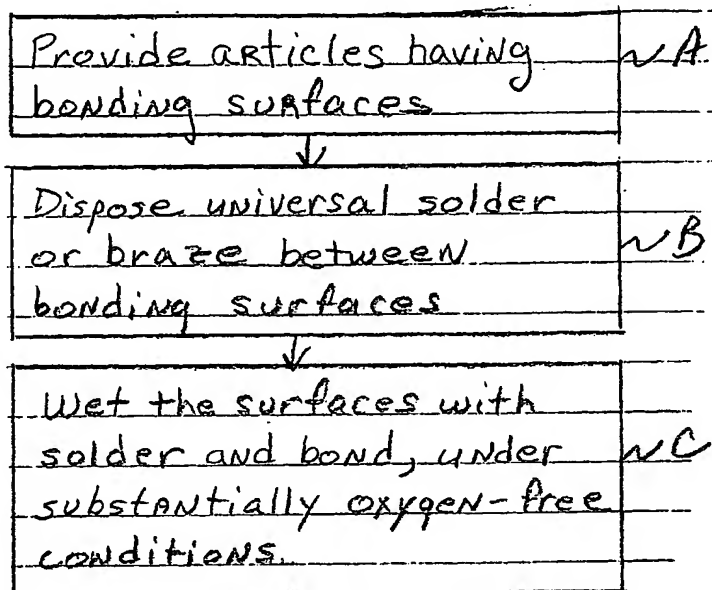 Provide articles having ~A
bonding surfaces
Dispose universal solder
or braze between ~B
bonding surfaces
Wet the surfaces with
solder and bond, under ~C
substantially oxygen-free
conditions.